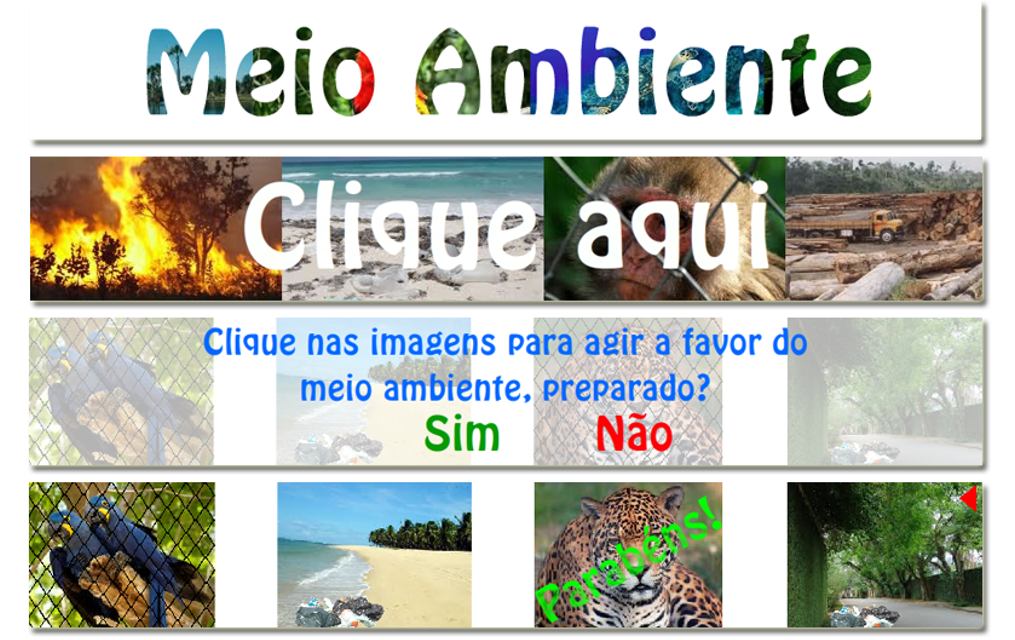 Meio Ambiente
Clique aqui
Clique nas imagens para agir a favor do
meio ambiente, preparado?
Sim Não
Parabéns!